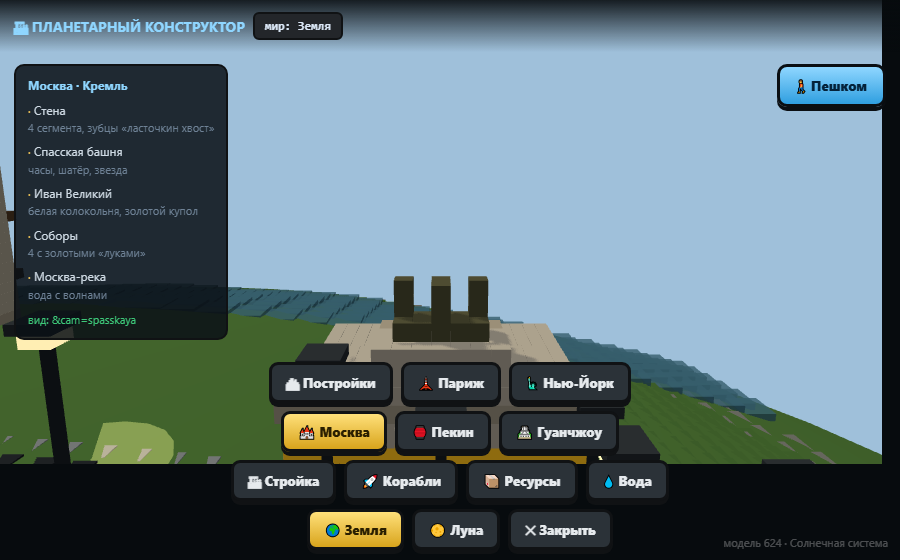 ПЛАНЕТАРНЫЙ КОНСТРУКТОР
мир: Земля
Москва · Кремль
· Стена
4 сегмента, зубцы «ласточкин хвост»
· Спасская башня
часы, шатёр, звезда
· Иван Великий
белая колокольня, золотой купол
· Соборы
4 с золотыми «луками»
· Москва-река
вода с волнами
вид: &cam=spasskaya
Пешком
Постройки
Париж
Нью-Йорк
Москва
Пекин
Гуанчжоу
Стройка
Корабли
Ресурсы
Вода
Земля
Луна
Закрыть
модель 624 · Солнечная система